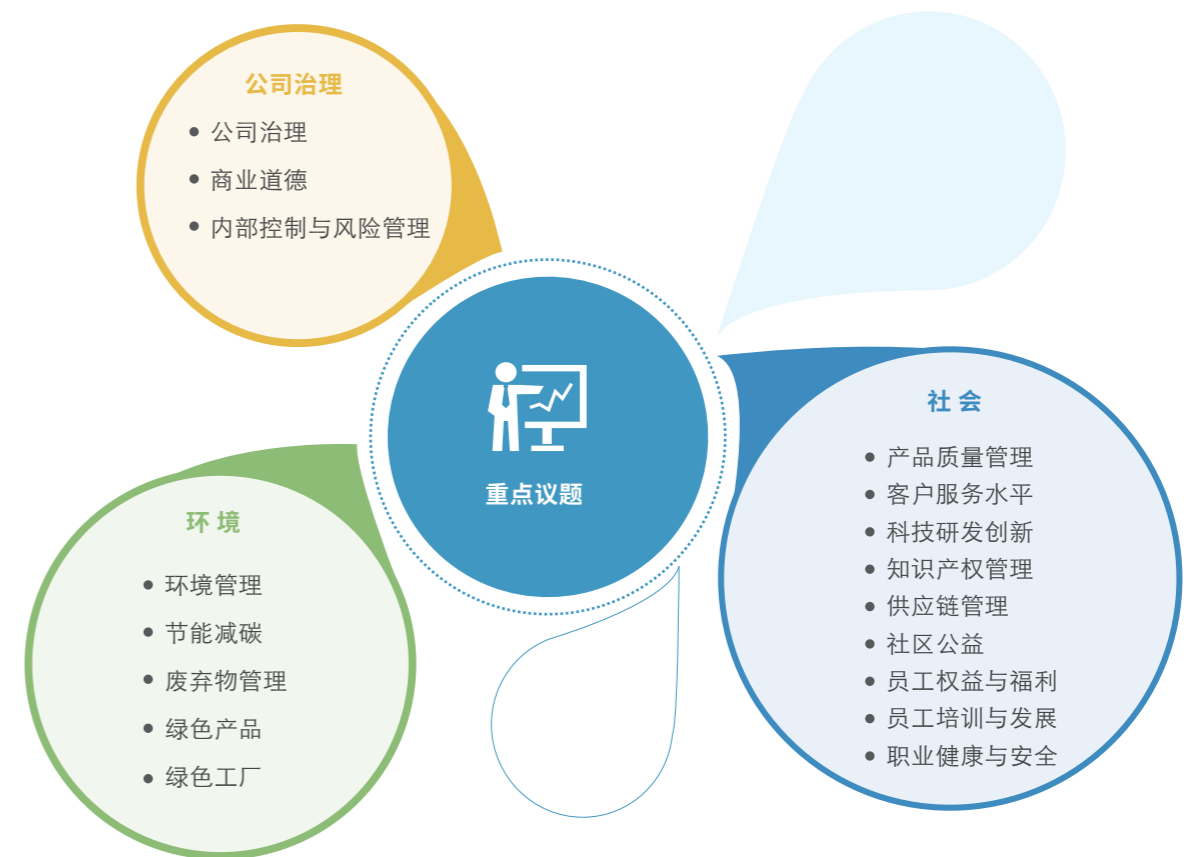 公司治理
公司治理
商业道德
内部控制与风险管理
重点议题
社会
产品质量管理
客户服务水平
科技研发创新
知识产权管理
供应链管理
社区公益
员工权益与福利
员工培训与发展
职业健康与安全
环境
环境管理
节能减碳
废弃物管理
绿色产品
绿色工厂